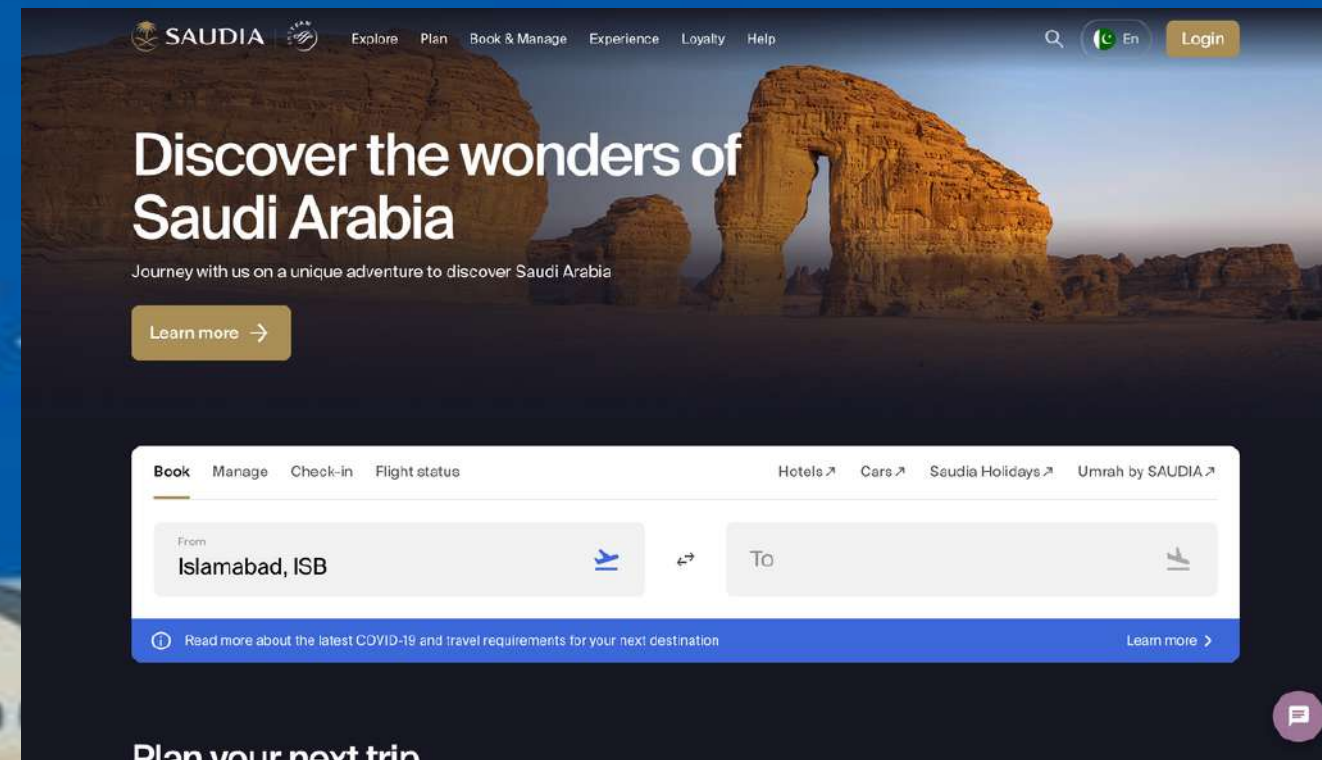 SAUDIA
Explore Plan Book & Manage Experience Loyalty Help
En
Login
Discover the wonders of
Saudi Arabia
Journey with us on a unique adventure to discover Saudi Arabia
Learn more →
Book Manage Check-in Flight status
Hotels↗ Cars↗ Saudia Holidays↗ Umrah by SAUDIA↗
From
Islamabad, ISB
To
Read more about the latest COVID-19 and travel requirements for your next destination
Learn more >
Plan your next trip